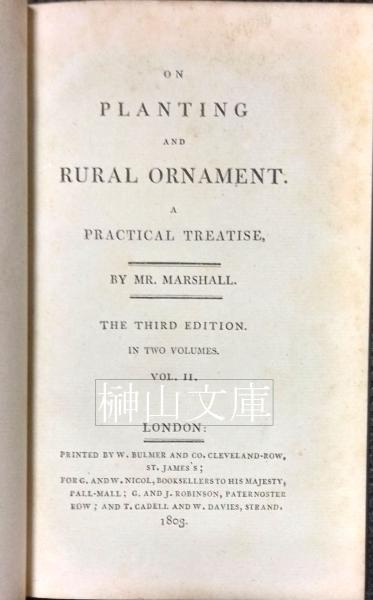 ON
PLANTING
AND
RURAL ORNAMENT.
A
PRACTICAL TREATISE,
BY MR. MARSHALL.
THE THIRD EDITION.
IN TWO VOLUMES.
VOL. II.
榊山文庫
LONDON:
PRINTED BY W. BULMER AND CO. CLEVELAND-ROW,
ST. JAMES'S;
FOR G. AND W. NICOL, BOOKSELLERS TO HIS MAJESTY,
PALL-MALL; G. AND J. ROBINSON, PATERNOSTER
ROW; AND T. CADELL AND W. DAVIES, STRAND.
1803.